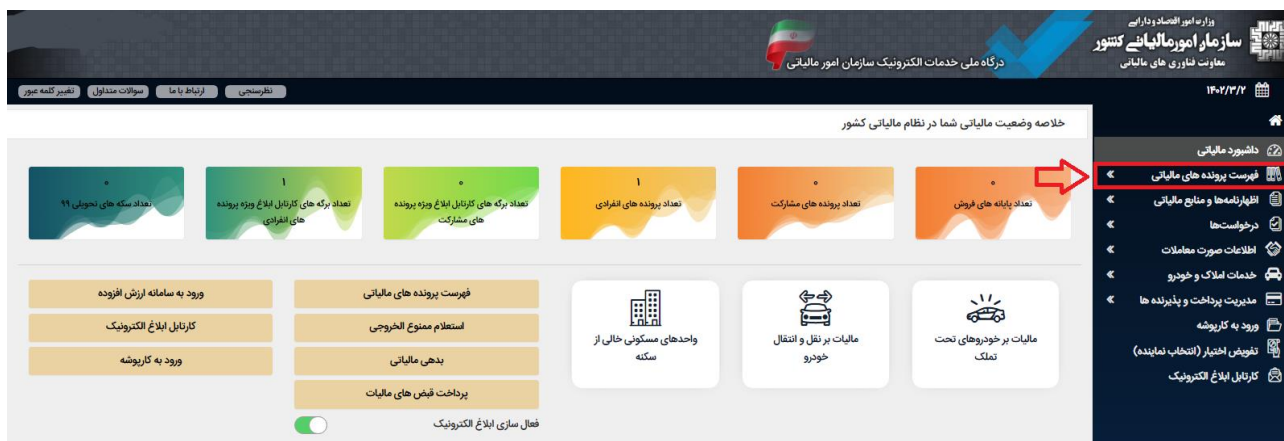 وزارت امور اقتصاد و دارایی
سازمان امور مالیاتی کشور
معاونت فناوری های مالیاتی
درگاه ملی خدمات الکترونیک سازمان امور مالیاتی
۱۴۰۲/۳/۲
نظرسنجی
ارتباط با ما
سوالات متداول
تغییر کلمه عبور
داشبورد مالیاتی
فهرست پرونده های مالیاتی
اظهارنامه‌ها و منابع مالیاتی
درخواست‌ها
اطلاعات صورت معاملات
خدمات املاک و خودرو
مدیریت پرداخت و پذیرنده ها
ورود به کارپوشه
تفویض اختیار (انتخاب نماینده)
کارتابل ابلاغ الکترونیک
خلاصه وضعیت مالیاتی شما در نظام مالیاتی کشور
۰
تعداد پایانه های فروش
۰
تعداد پرونده های مشارکت
۱
تعداد پرونده های انفرادی
۰
تعداد برگه های کارتابل ابلاغ ویژه پرونده
های مشارکت
۱
تعداد برگه های کارتابل ابلاغ ویژه پرونده
های انفرادی
۰
تعداد سکه های تحویلی ۹۹
مالیات بر خودروهای تحت
تملک
مالیات بر نقل و انتقال
خودرو
واحدهای مسکونی خالی از
سکنه
فهرست پرونده های مالیاتی
استعلام ممنوع الخروجی
بدهی مالیاتی
پرداخت قبض های مالیات
فعال سازی ابلاغ الکترونیک
ورود به سامانه ارزش افزوده
کارتابل ابلاغ الکترونیک
ورود به کارپوشه